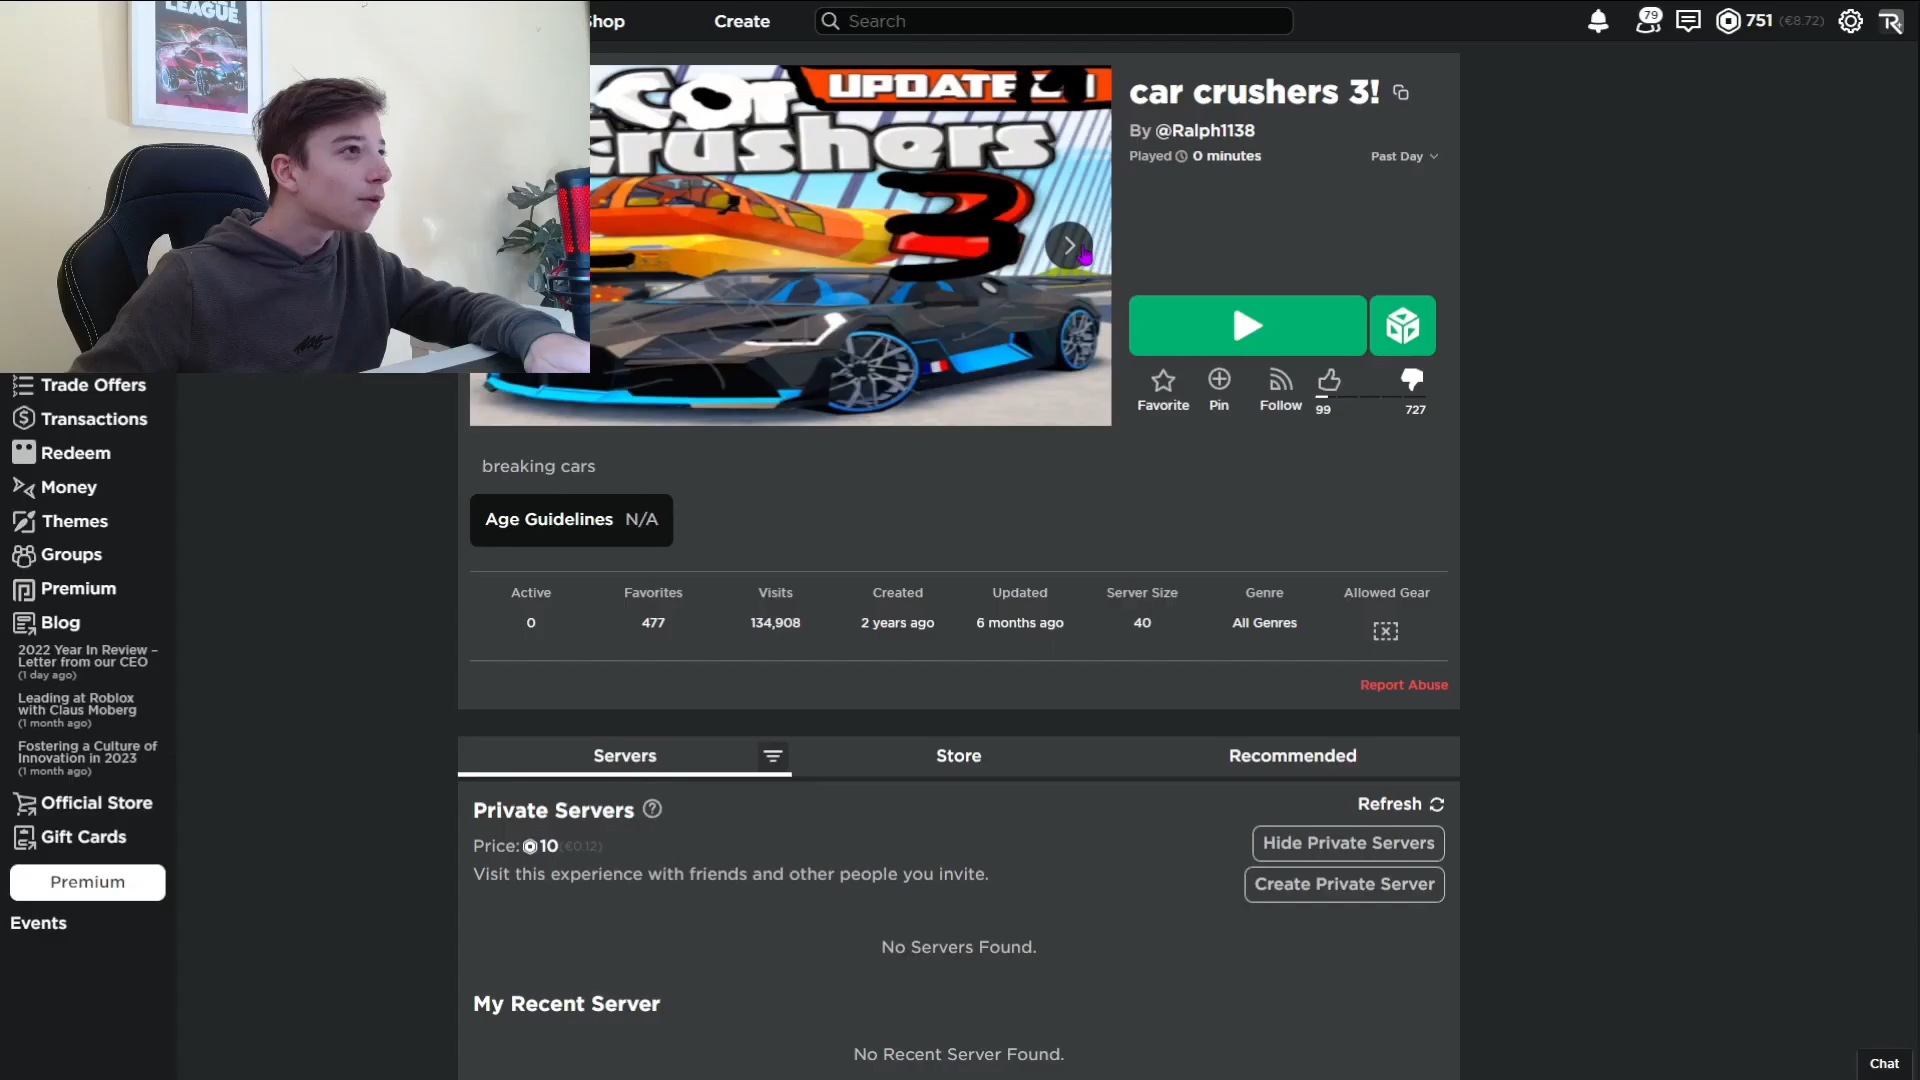 LEAGUE
Shop
Create
Search
79
751 (€8.72)
car
UPDATE
crushers
3
car crushers 3!
By @Ralph1138
Played 0 minutes
Past Day
Favorite
Pin
Follow
99
727
Trade Offers
Transactions
Redeem
Money
Themes
Groups
Premium
Blog
2022 Year In Review –
Letter from our CEO
(1 day ago)
Leading at Roblox
with Claus Moberg
(1 month ago)
Fostering a Culture of
Innovation in 2023
(1 month ago)
Official Store
Gift Cards
Premium
Events
breaking cars
Age Guidelines N/A
Active Favorites Visits Created Updated Server Size Genre Allowed Gear
0 477 134,908 2 years ago 6 months ago 40 All Genres
Report Abuse
Servers
Store
Recommended
Private Servers
Refresh
Price: 10 (€0.12)
Hide Private Servers
Visit this experience with friends and other people you invite.
Create Private Server
No Servers Found.
My Recent Server
No Recent Server Found.
Chat